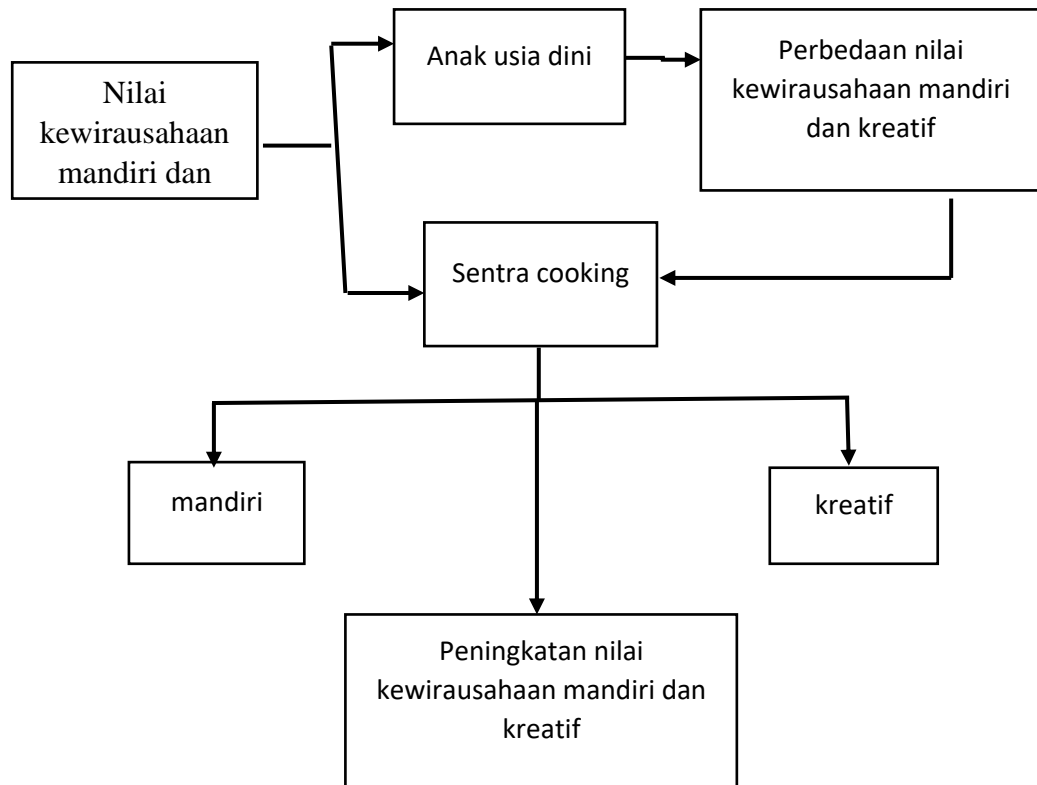 Nilai
kewirausahaan
mandiri dan
Anak usia dini
Perbedaan nilai
kewirausahaan mandiri
dan kreatif
Sentra cooking
mandiri
kreatif
Peningkatan nilai
kewirausahaan mandiri dan
kreatif